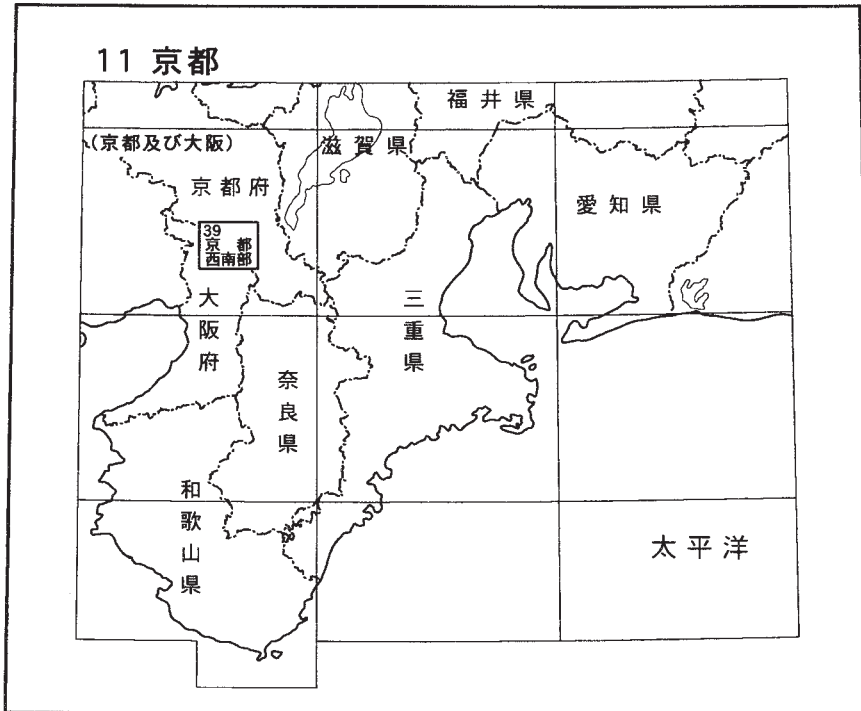 11 京都
福井県
(京都及び大阪)
滋賀県
京都府
愛知県
39
京都
西南部
大阪府
三重県
奈良県
和歌山県
太平洋